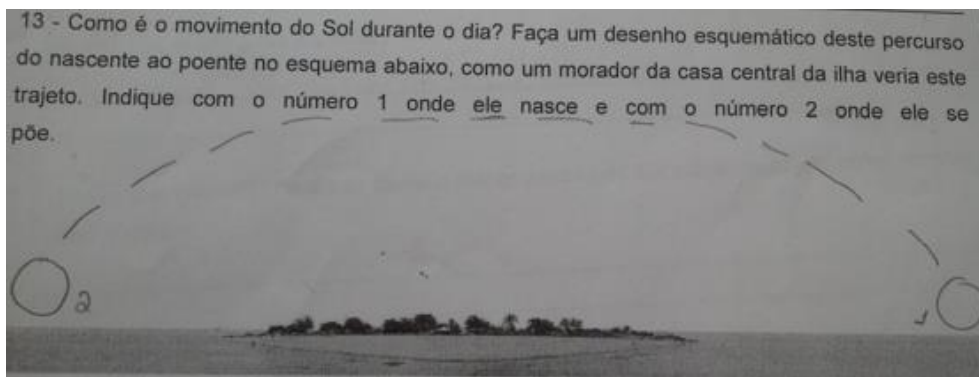 13 - Como é o movimento do Sol durante o dia? Faça um desenho esquemático deste percurso
do nascente ao poente no esquema abaixo, como um morador da casa central da ilha veria este
trajeto. Indique com o número 1 onde ele nasce e com o número 2 onde ele se
põe.
2
1